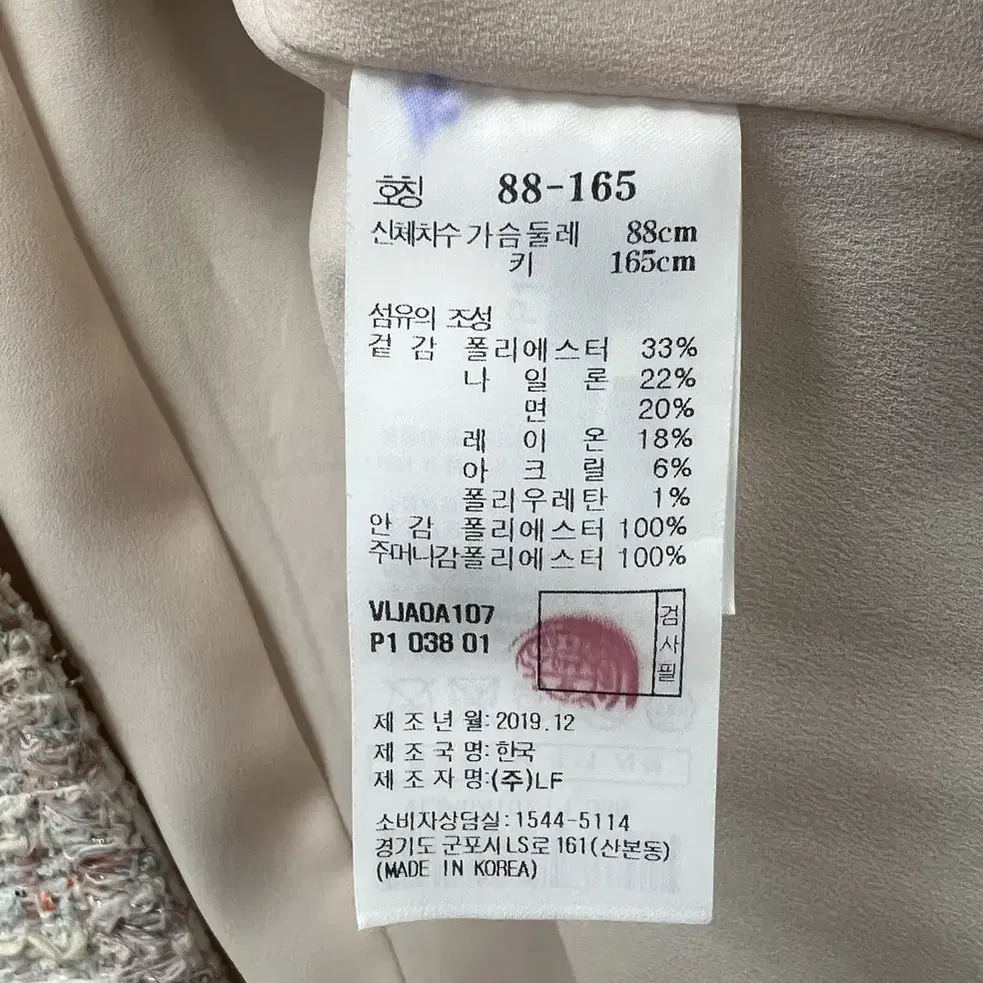 호칭 88-165
신체치수 가슴둘레 88cm
키 165cm
섬유의 조성
겉감 폴리에스터 33%
나일론 22%
면 20%
레이온 18%
아크릴 6%
폴리우레탄 1%
안감 폴리에스터 100%
주머니감폴리에스터 100%
VLJA0A107
P1 038 01
검사필
제조년월: 2019.12
제조국명: 한국
제조자명:(주)LF
소비자상담실: 1544-5114
경기도 군포시 LS로 161(산본동)
(MADE IN KOREA)